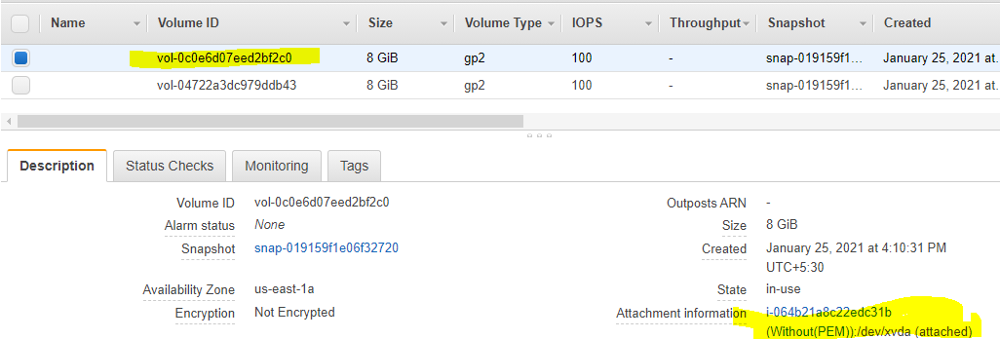 Name Volume ID Size Volume Type IOPS Throughput Snapshot Created
vol-0c0e6d07eed2bf2c0 8 GiB gp2 100 - snap-019159f1... January 25, 2021 at...
vol-04722a3dc979ddb43 8 GiB gp2 100 - snap-019159f1... January 25, 2021 at...
Description Status Checks Monitoring Tags
Volume ID vol-0c0e6d07eed2bf2c0 Outposts ARN -
Alarm status None Size 8 GiB
Snapshot snap-019159f1e06f32720 Created January 25, 2021 at 4:10:31 PM
UTC+5:30
Availability Zone us-east-1a State in-use
Encryption Not Encrypted Attachment information i-064b21a8c22edc31b
(Without(PEM)):/dev/xvda (attached)